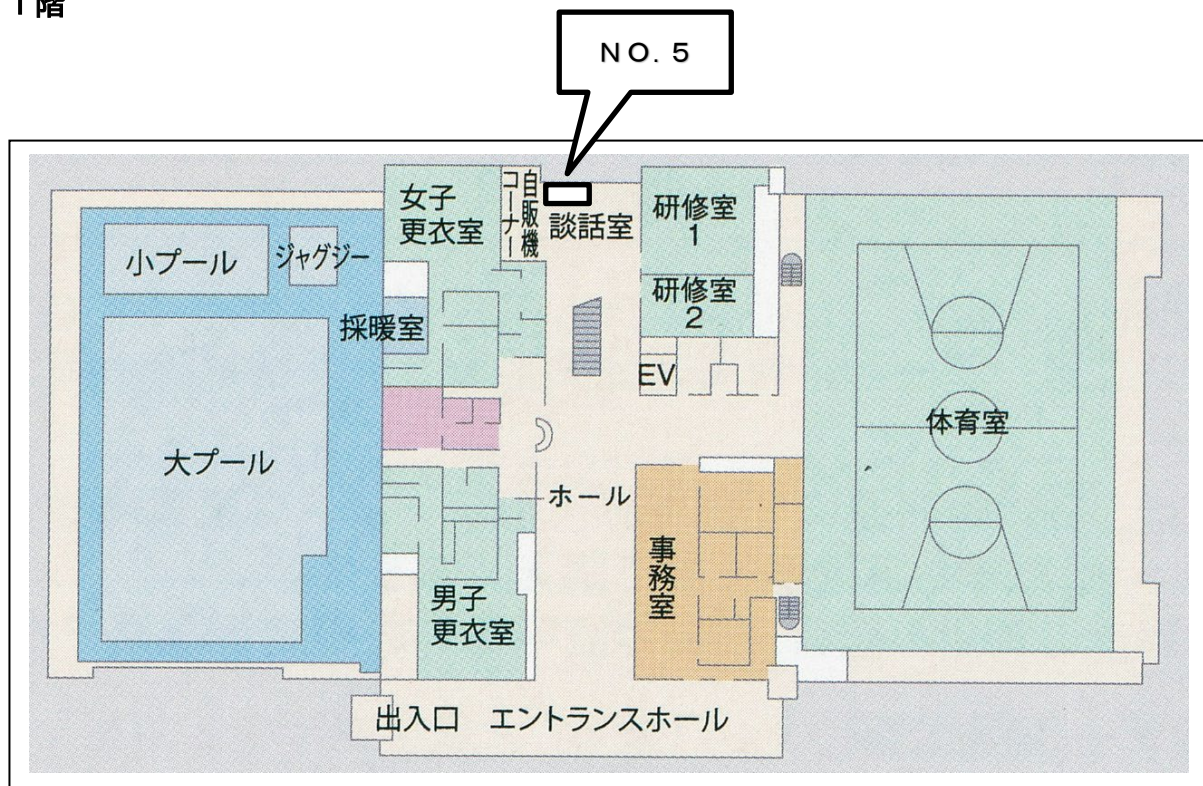 1階
NO. 5
女子
更衣室
自販機
コーナー
談話室
研修室
1
研修室
2
小プール
ジャグジー
採暖室
EV
体育室
大プール
ホール
事務室
男子
更衣室
出入口 エントランスホール